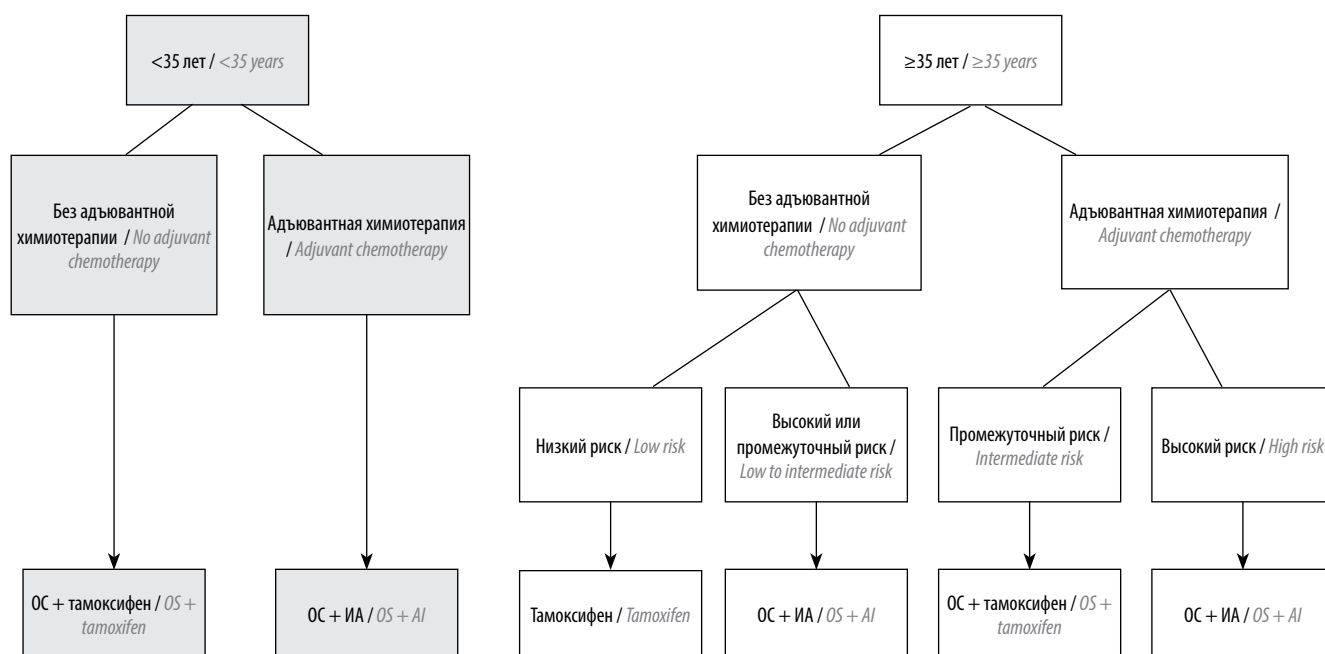 <35 лет / <35 years
≥35 лет / ≥35 years
Без адъювантной
химиотерапии / No adjuvant
chemotherapy
Адъювантная химиотерапия
/ Adjuvant chemotherapy
Без адъювантной
химиотерапии / No adjuvant
chemotherapy
Адъювантная химиотерапия /
Adjuvant chemotherapy
Низкий риск / Low risk
Высокий или
промежуточный риск /
Low to intermediate risk
Промежуточный риск /
Intermediate risk
Высокий риск / High risk
ОС + тамоксифен / OS +
tamoxifen
ОС + ИА / OS + AI
Тамоксифен / Tamoxifen
ОС + ИА / OS + AI
ОС + тамоксифен / OS +
tamoxifen
ОС + ИА / OS + AI